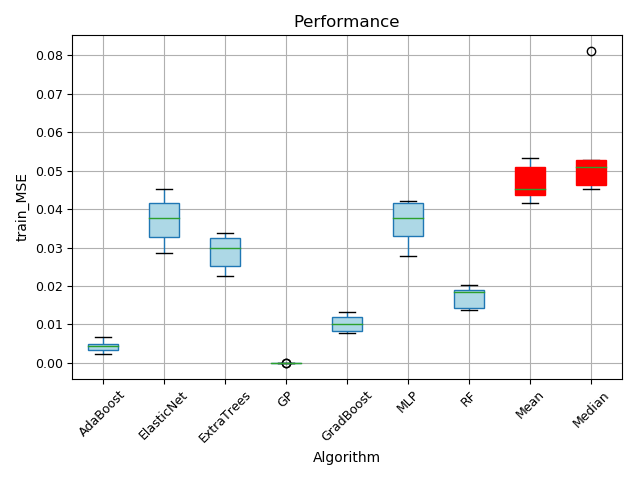 Performance
0.08
0.07
0.06
0.05
0.04
0.03
0.02
0.01
0.00
train_MSE
AdaBoost
ElasticNet
ExtraTrees
GP
GradBoost
MLP
RF
Mean
Median
Algorithm